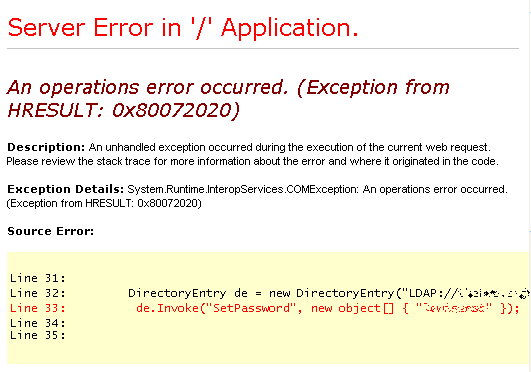 Server Error in '/' Application.
An operations error occurred. (Exception from
HRESULT: 0x80072020)
Description: An unhandled exception occurred during the execution of the current web request.
Please review the stack trace for more information about the error and where it originated in the code.
Exception Details: System.Runtime.InteropServices.COMException: An operations error occurred.
(Exception from HRESULT: 0x80072020)
Source Error:
Line 31:
Line 32: DirectoryEntry de = new DirectoryEntry("LDAP://
Line 33: de.Invoke("SetPassword", new object[] { " " });
Line 34:
Line 35: